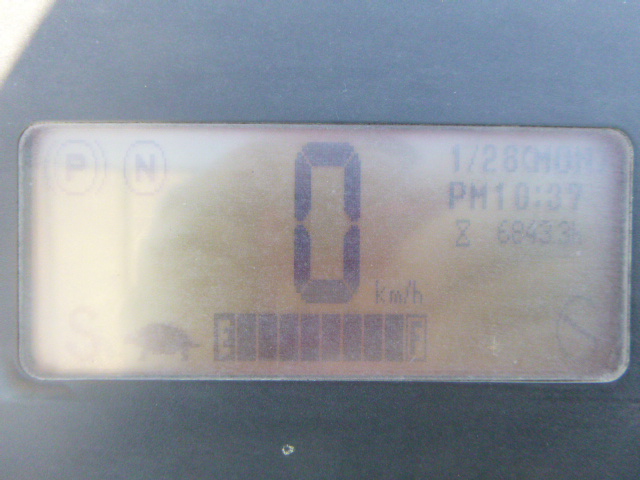 P N
0
km/h
1/28(MON)
PM10:37
6843.3h
S
E F